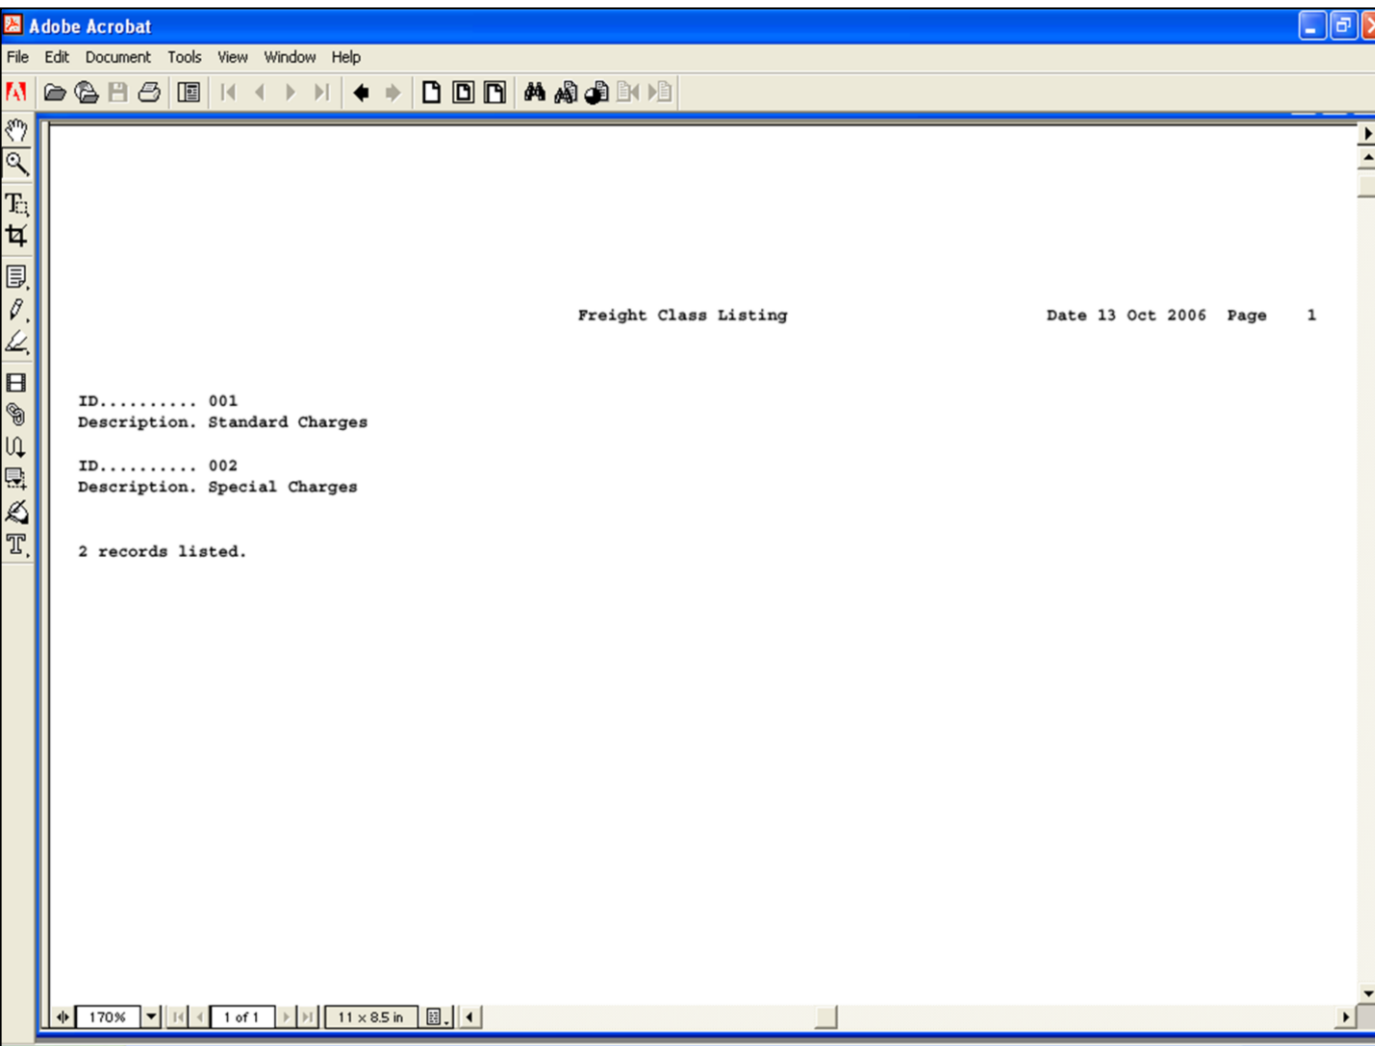 Adobe Acrobat
File Edit Document Tools View Window Help
Freight Class Listing Date 13 Oct 2006 Page 1
ID.......... 001
Description. Standard Charges
ID.......... 002
Description. Special Charges
2 records listed.
170% 1 of 1 11 x 8.5 in